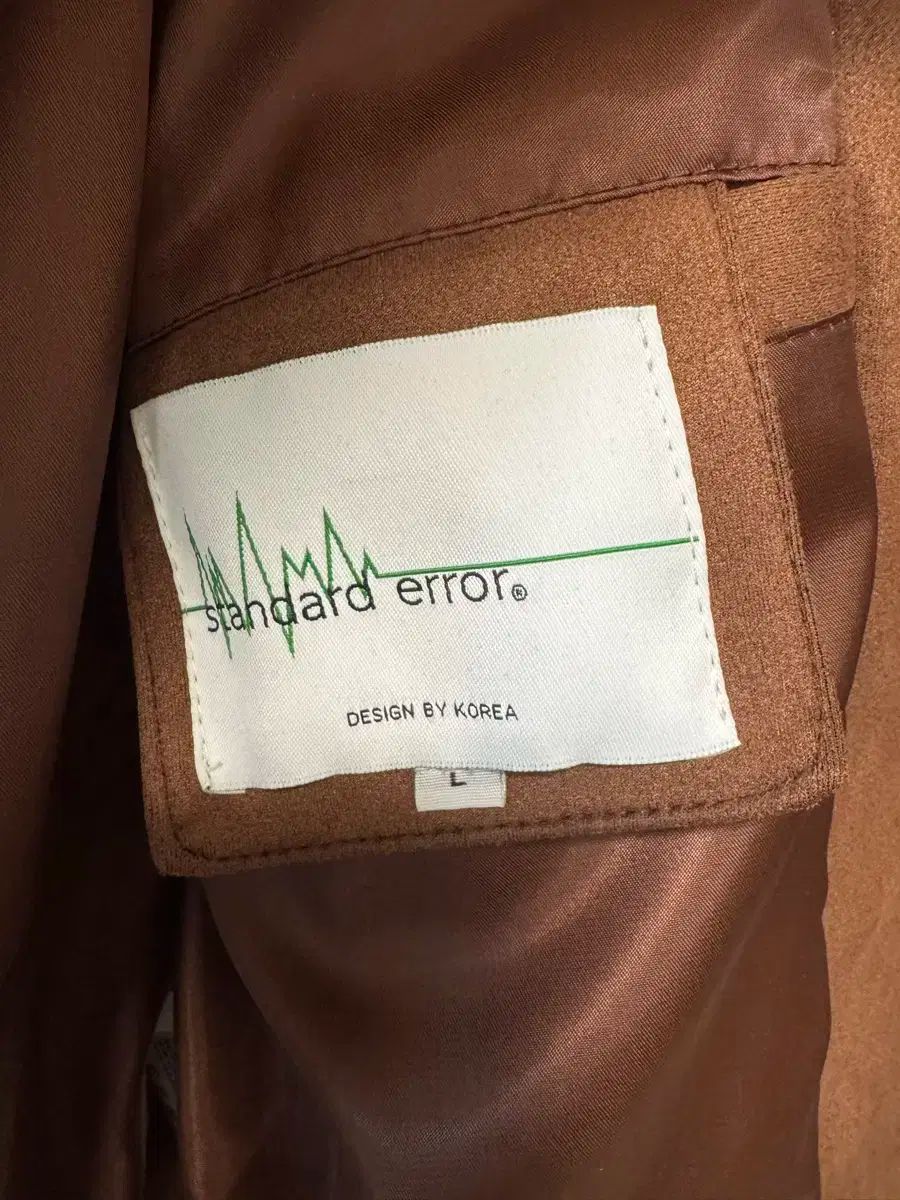 standard error®
DESIGN BY KOREA
L